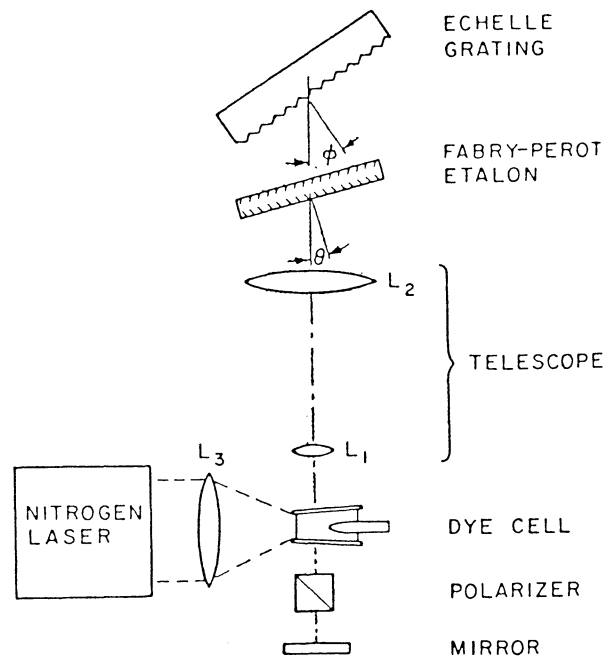 ECHELLE
GRATING
ϕ
FABRY-PEROT
ETALON
θ
L2
TELESCOPE
L1
L3
NITROGEN
LASER
DYE CELL
POLARIZER
MIRROR